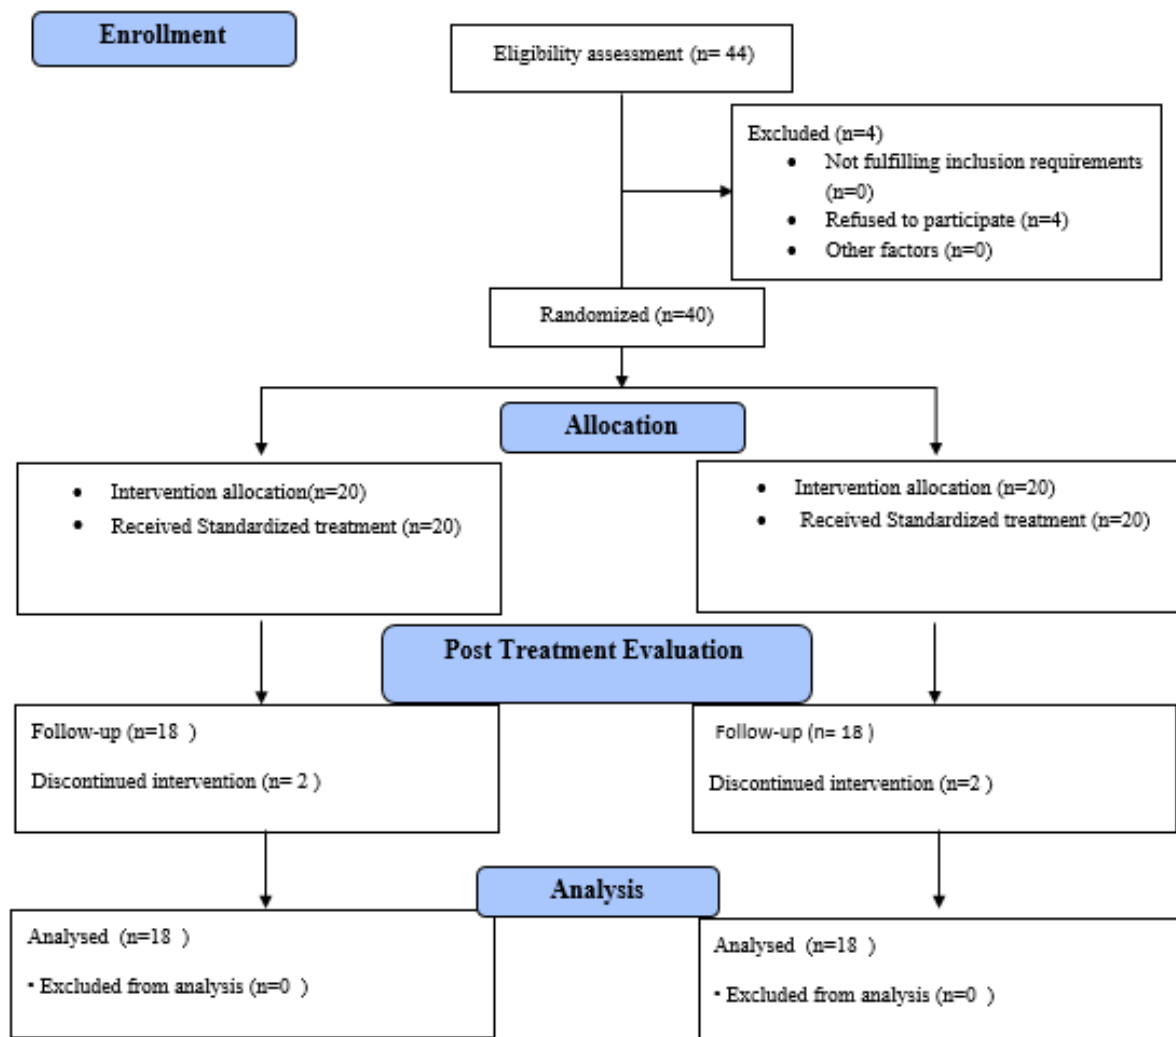 Enrollment
Eligibility assessment (n= 44)
Excluded (n=4)
• Not fulfilling inclusion requirements
(n=0)
• Refused to participate (n=4)
• Other factors (n=0)
Randomized (n=40)
Allocation
• Intervention allocation(n=20)
• Received Standardized treatment (n=20)
• Intervention allocation (n=20)
• Received Standardized treatment (n=20)
Post Treatment Evaluation
Follow-up (n=18 )
Discontinued intervention (n= 2 )
Follow-up (n= 18 )
Discontinued intervention (n=2 )
Analysis
Analysed (n=18 )
• Excluded from analysis (n=0 )
Analysed (n=18 )
• Excluded from analysis (n=0 )